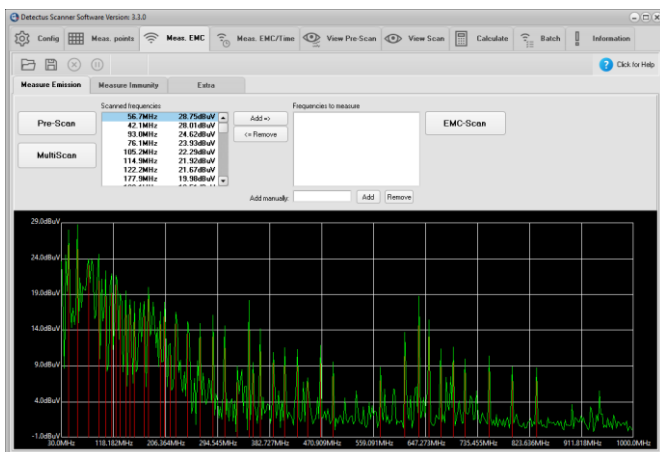 Detectus Scanner Software Version: 3.3.0
Config Meas. points Meas. EMC Meas. EMC/Time View Pre-Scan View Scan Calculate Batch Information
Click for Help
Measure Emission Measure Immunity Extra
Scanned frequencies Frequencies to measure
Pre-Scan
MultiScan
56.7MHz 28.75dBuV
42.1MHz 28.01dBuV
93.0MHz 24.62dBuV
76.1MHz 23.93dBuV
105.2MHz 22.29dBuV
114.9MHz 21.92dBuV
122.2MHz 21.67dBuV
177.9MHz 19.98dBuV
Add =>
<= Remove
EMC-Scan
Add manually: Add Remove
29.0dBuV
24.0dBuV
19.0dBuV
14.0dBuV
9.0dBuV
4.0dBuV
-1.0dBuV
30.0MHz 118.182MHz 206.364MHz 294.545MHz 382.727MHz 470.909MHz 559.091MHz 647.273MHz 735.455MHz 823.636MHz 911.818MHz 1000.0MHz